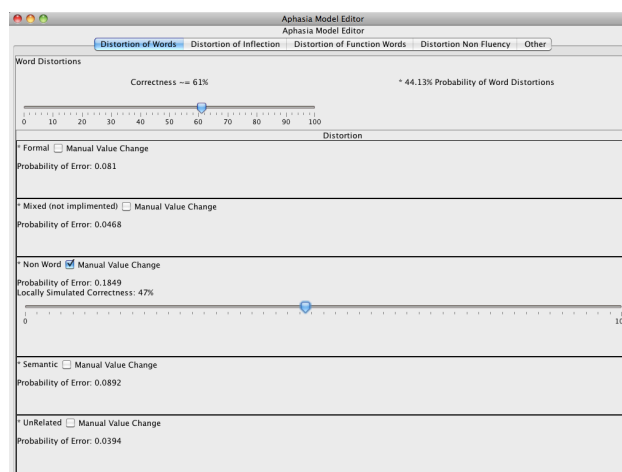 Aphasia Model Editor
Aphasia Model Editor
Distortion of Words Distortion of Inflection Distortion of Function Words Distortion Non Fluency Other
Word Distortions
Correctness ~= 61% * 44.13% Probability of Word Distortions
0 10 20 30 40 50 60 70 80 90 100
Distortion
* Formal Manual Value Change
Probability of Error: 0.081
* Mixed (not implimented) Manual Value Change
Probability of Error: 0.0468
* Non Word Manual Value Change
Probability of Error: 0.1849
Locally Simulated Correctness: 47%
0 10
* Semantic Manual Value Change
Probability of Error: 0.0892
* UnRelated Manual Value Change
Probability of Error: 0.0394